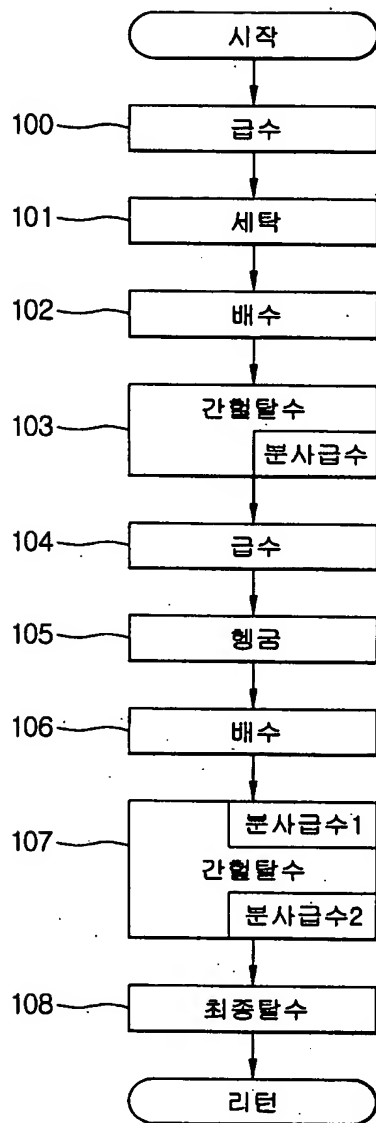 시작
100 급수
101 세탁
102 배수
103 간헐탈수
분사급수
104 급수
105 헹굼
106 배수
분사급수1
107 간헐탈수
분사급수2
108 최종탈수
리턴